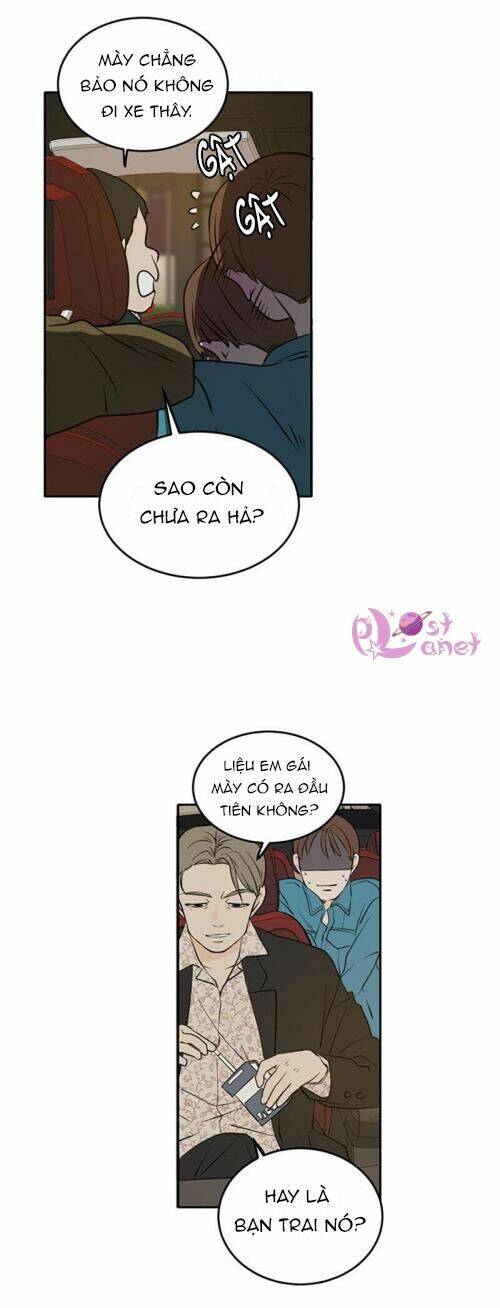 MÀY CHẲNG
BẢO NÓ KHÔNG
ĐI XE THÂY.
GẬT
GẬT
SAO CÒN
CHƯA RA HẢ?
Lost
Planet
LIỆU EM GÁI
MÀY CÓ RA ĐẦU
TIÊN KHÔNG?
HAY LÀ
BẠN TRAI NÓ?